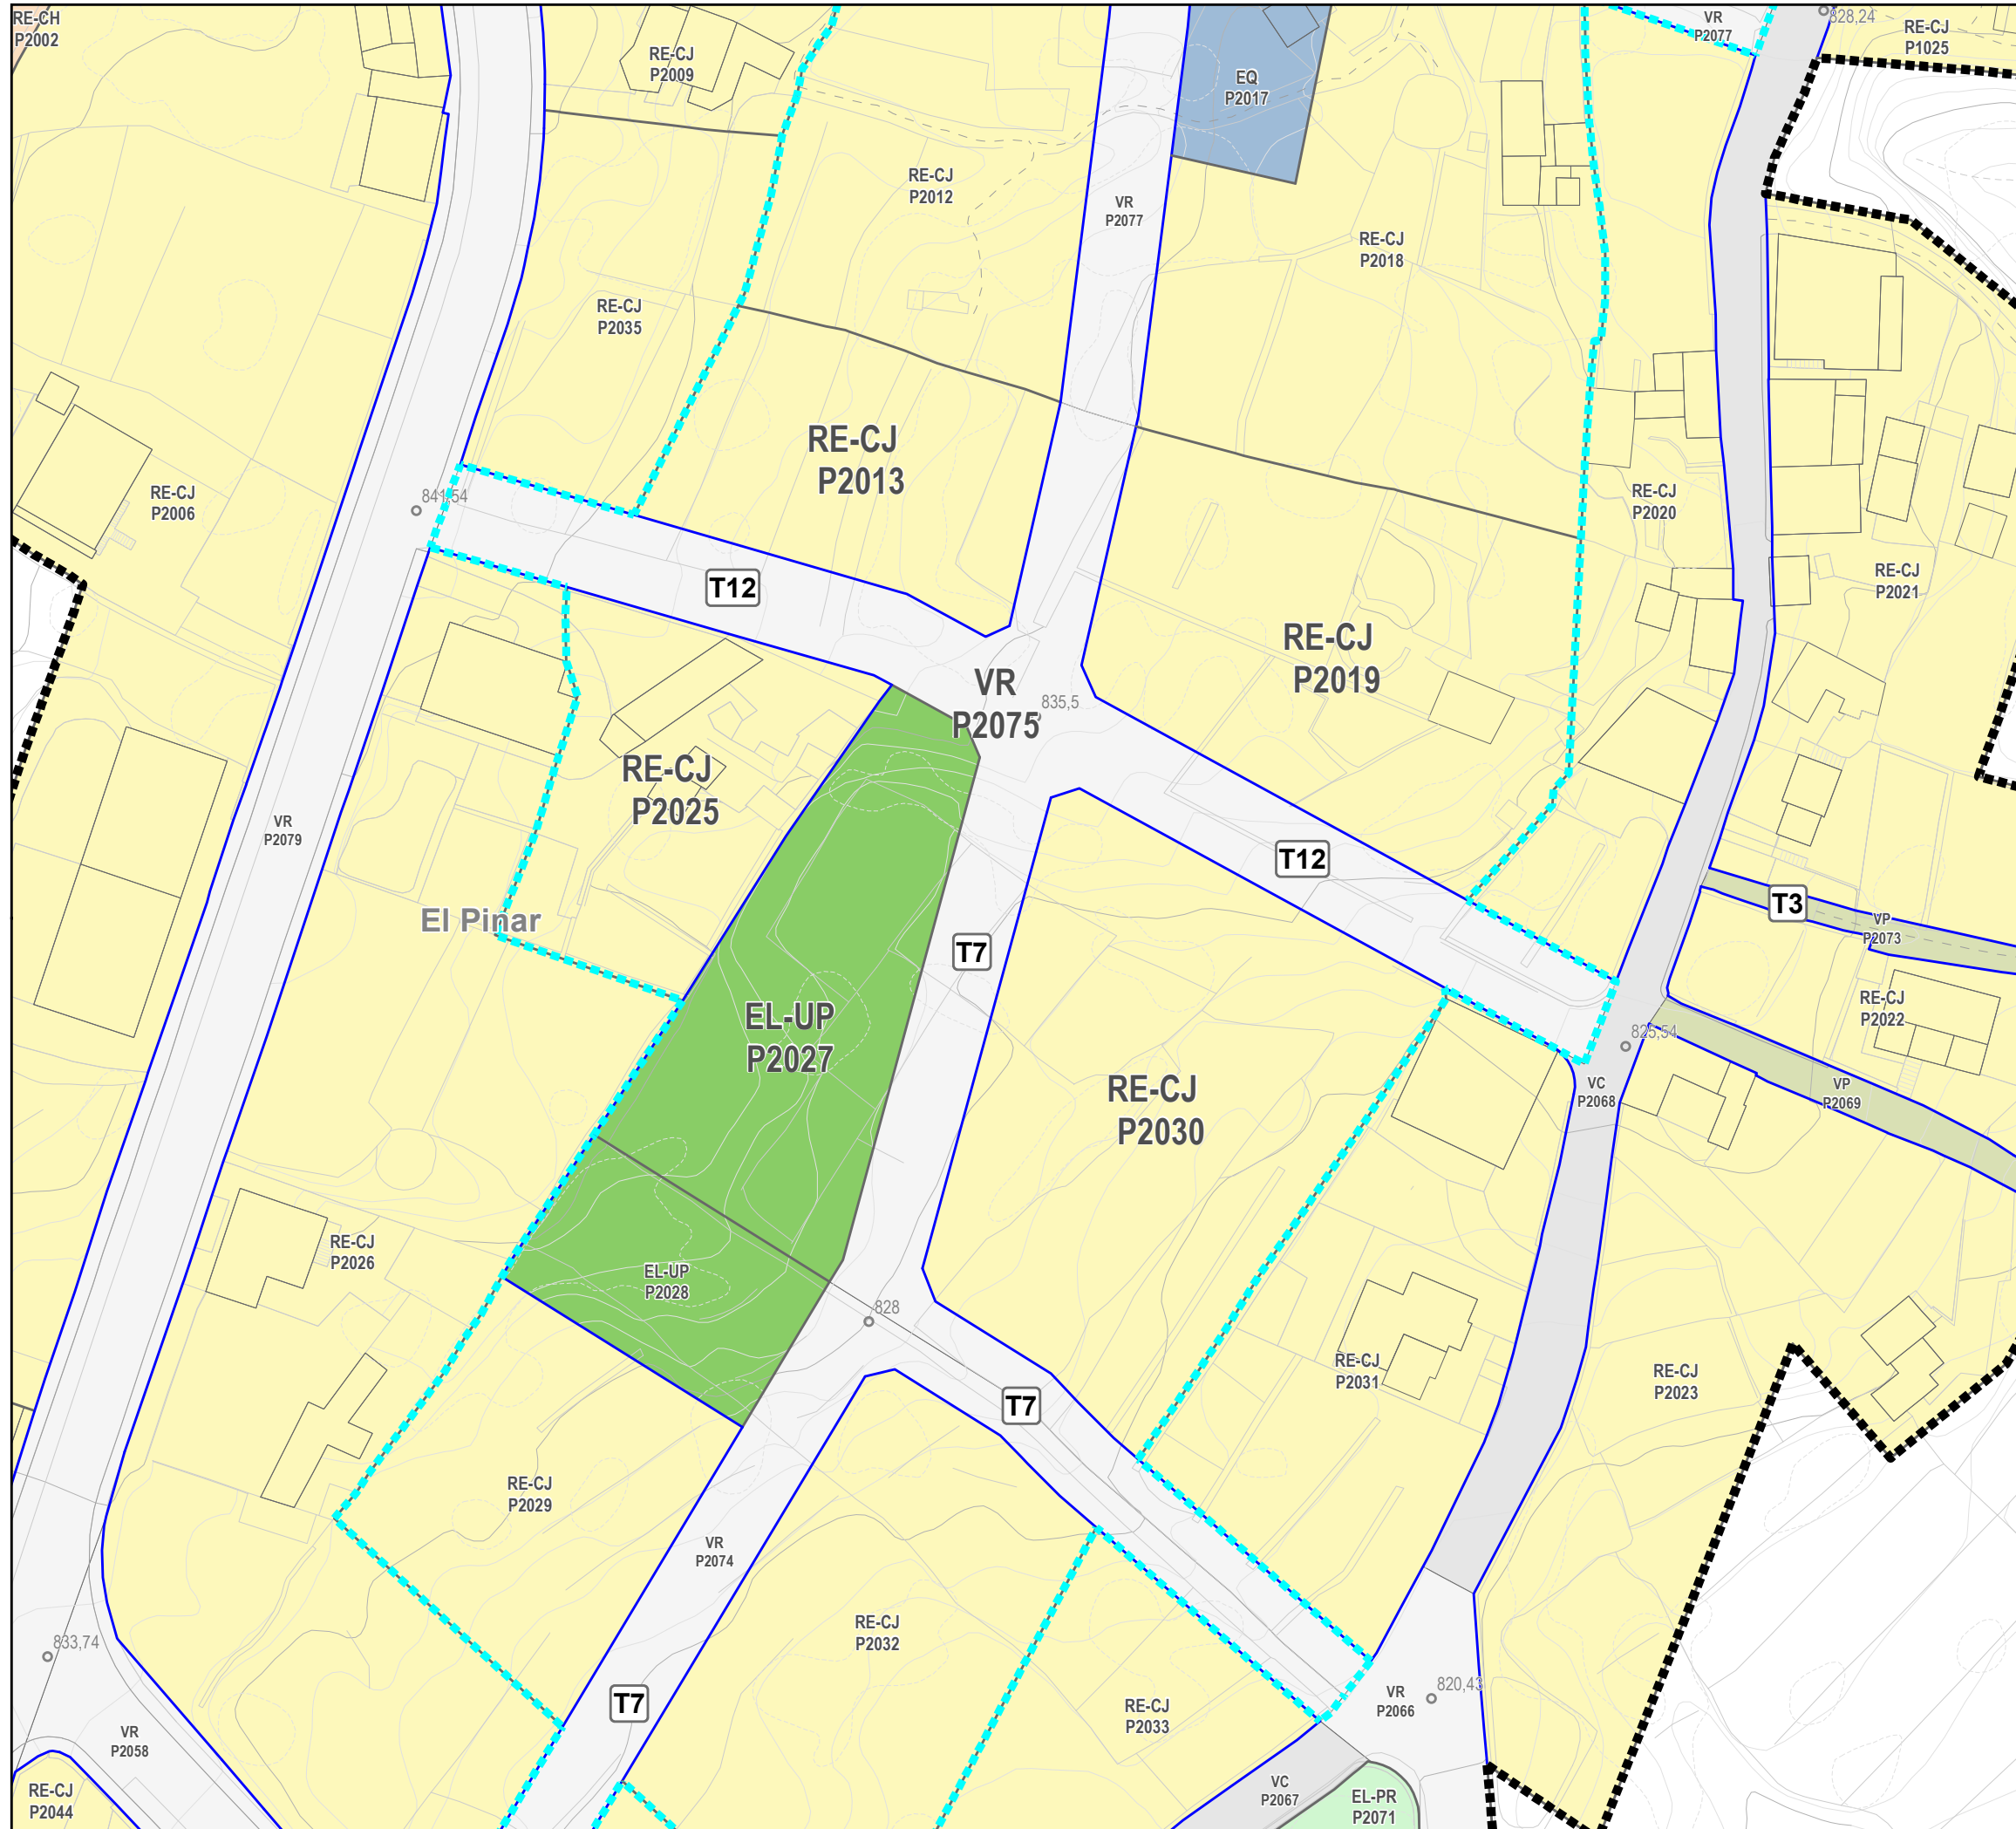 RE-CH
P2002
RE-CJ
P2009
EQ
P2017
VR
P2077
828,24
RE-CJ
P1025
RE-CJ
P2012
VR
P2077
RE-CJ
P2018
RE-CJ
P2035
RE-CJ
P2013
841,54
RE-CJ
P2006
RE-CJ
P2020
RE-CJ
P2021
T12
RE-CJ
P2019
VR
P2075
835,5
RE-CJ
P2025
VR
P2079
T12
El Pinar
T3
VP
P2073
T7
RE-CJ
P2022
EL-UP
P2027
825,54
RE-CJ
P2030
VC
P2068
VP
P2069
RE-CJ
P2026
EL-UP
P2028
828
RE-CJ
P2031
RE-CJ
P2023
T7
RE-CJ
P2029
VR
P2074
RE-CJ
P2032
833,74
T7
RE-CJ
P2033
VR
P2066
820,43
VR
P2058
RE-CJ
P2044
VC
P2067
EL-PR
P2071